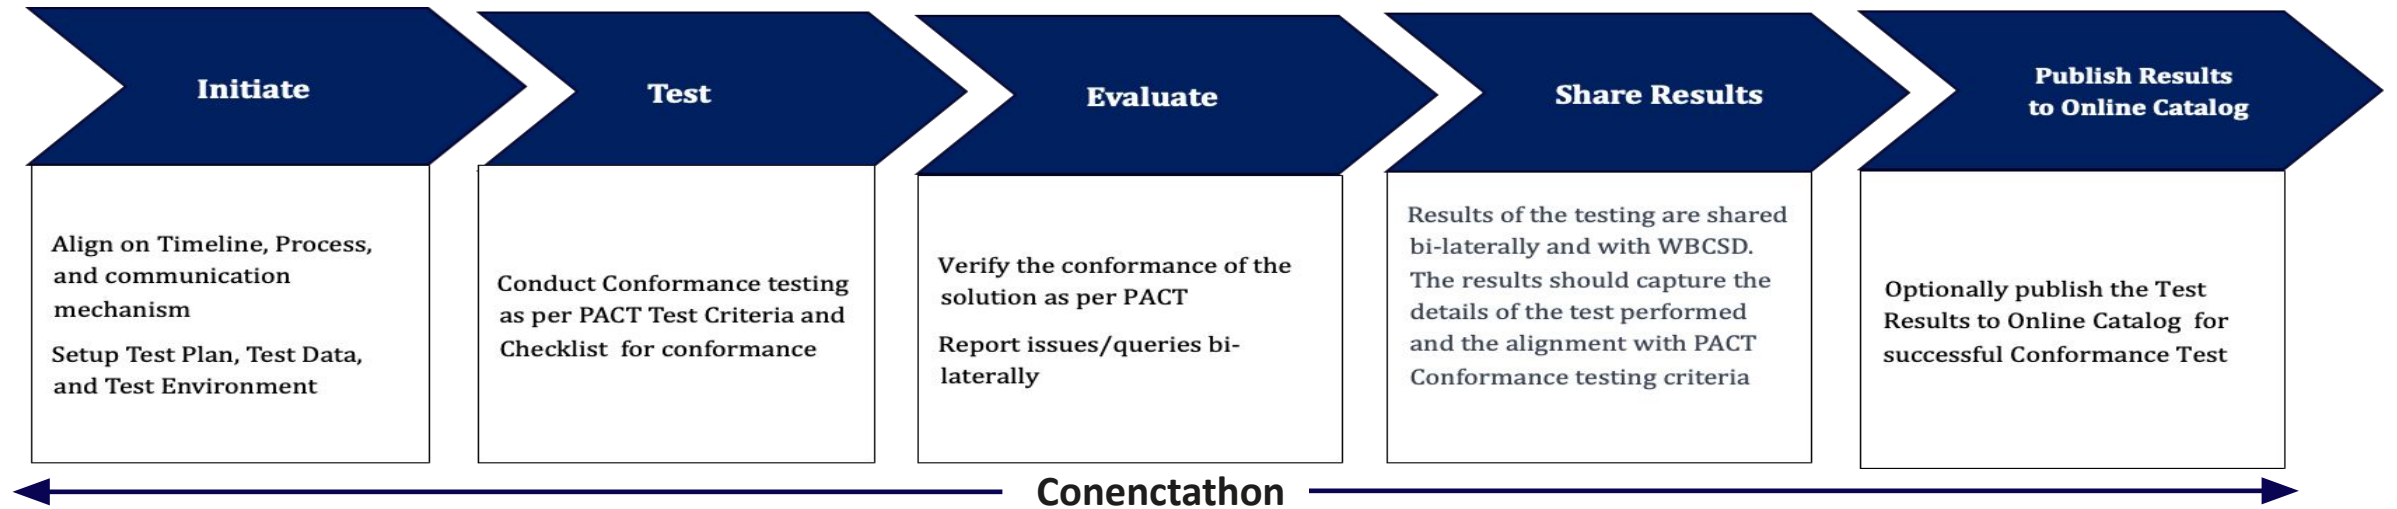 Initiate
Test
Evaluate
Share Results
Publish Results
to Online Catalog
Align on Timeline, Process,
and communication
mechanism
Setup Test Plan, Test Data,
and Test Environment
Conduct Conformance testing
as per PACT Test Criteria and
Checklist for conformance
Verify the conformance of the
solution as per PACT
Report issues/queries bi-
laterally
Results of the testing are shared
bi-laterally and with WBCSD.
The results should capture the
details of the test performed
and the alignment with PACT
Conformance testing criteria
Optionally publish the Test
Results to Online Catalog for
successful Conformance Test
Conenctathon